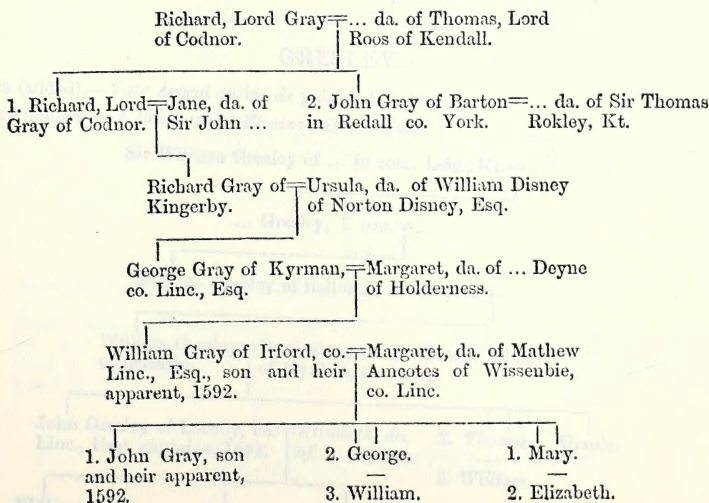 Richard, Lord Gray=... da. of Thomas, Lord
of Codnor. Roos of Kendall.
1. Richard, Lord=Jane, da. of
Gray of Codnor. Sir John ...
2. John Gray of Barton=... da. of Sir Thomas
in Redall co. York. Rokley, Kt.
Richard Gray of=Ursula, da. of William Disney
Kingerby. of Norton Disney, Esq.
George Gray of Kyrman,=Margaret, da. of ... Deyne
co. Linc., Esq. of Holderness.
William Gray of Irford, co.=Margaret, da. of Mathew
Linc., Esq., son and heir Amcotes of Wissenbie,
apparent, 1592. co. Linc.
1. John Gray, son
and heir apparent,
1592.
2. George.
—
3. William.
1. Mary.
—
2. Elizabeth.